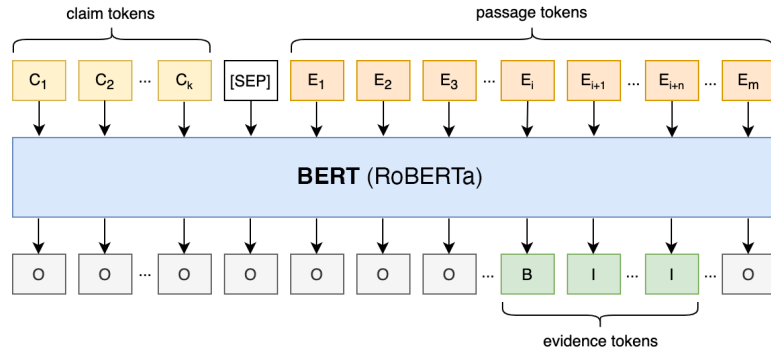 claim tokens passage tokens
C1 C2 ... Ck [SEP] E1 E2 E3 ... Ei Ei+1 ... Ei+n ... Em
BERT (RoBERTa)
O O ... O O O O O ... B I ... I ... O
evidence tokens